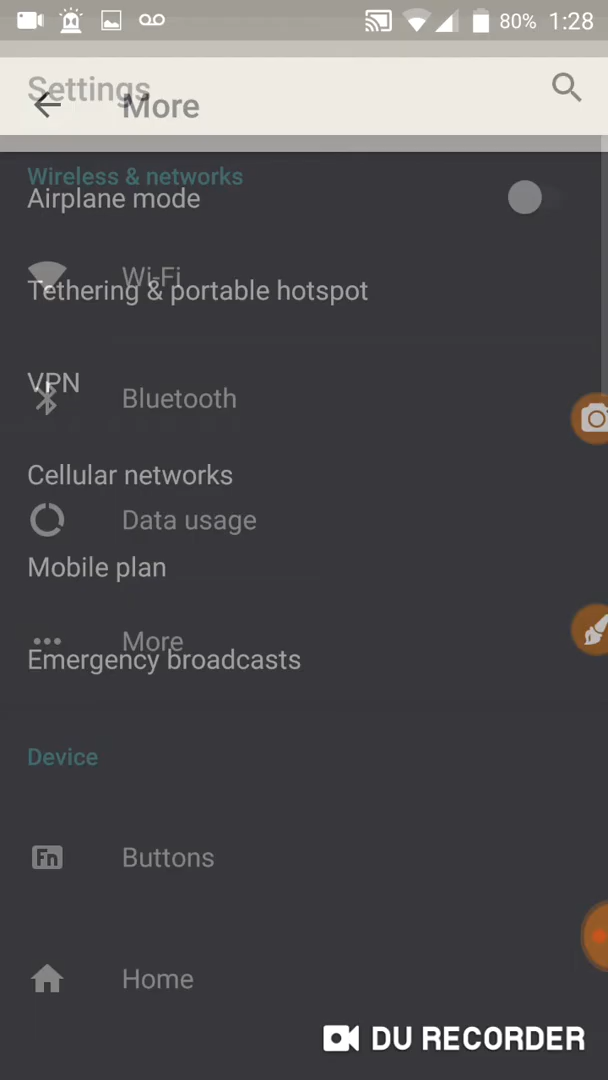 80% 1:28
Settings
More
Wireless & networks
Airplane mode
Wi-Fi
Tethering & portable hotspot
VPN
Bluetooth
Cellular networks
Data usage
Mobile plan
More
Emergency broadcasts
Device
Fn Buttons
Home
DU RECORDER